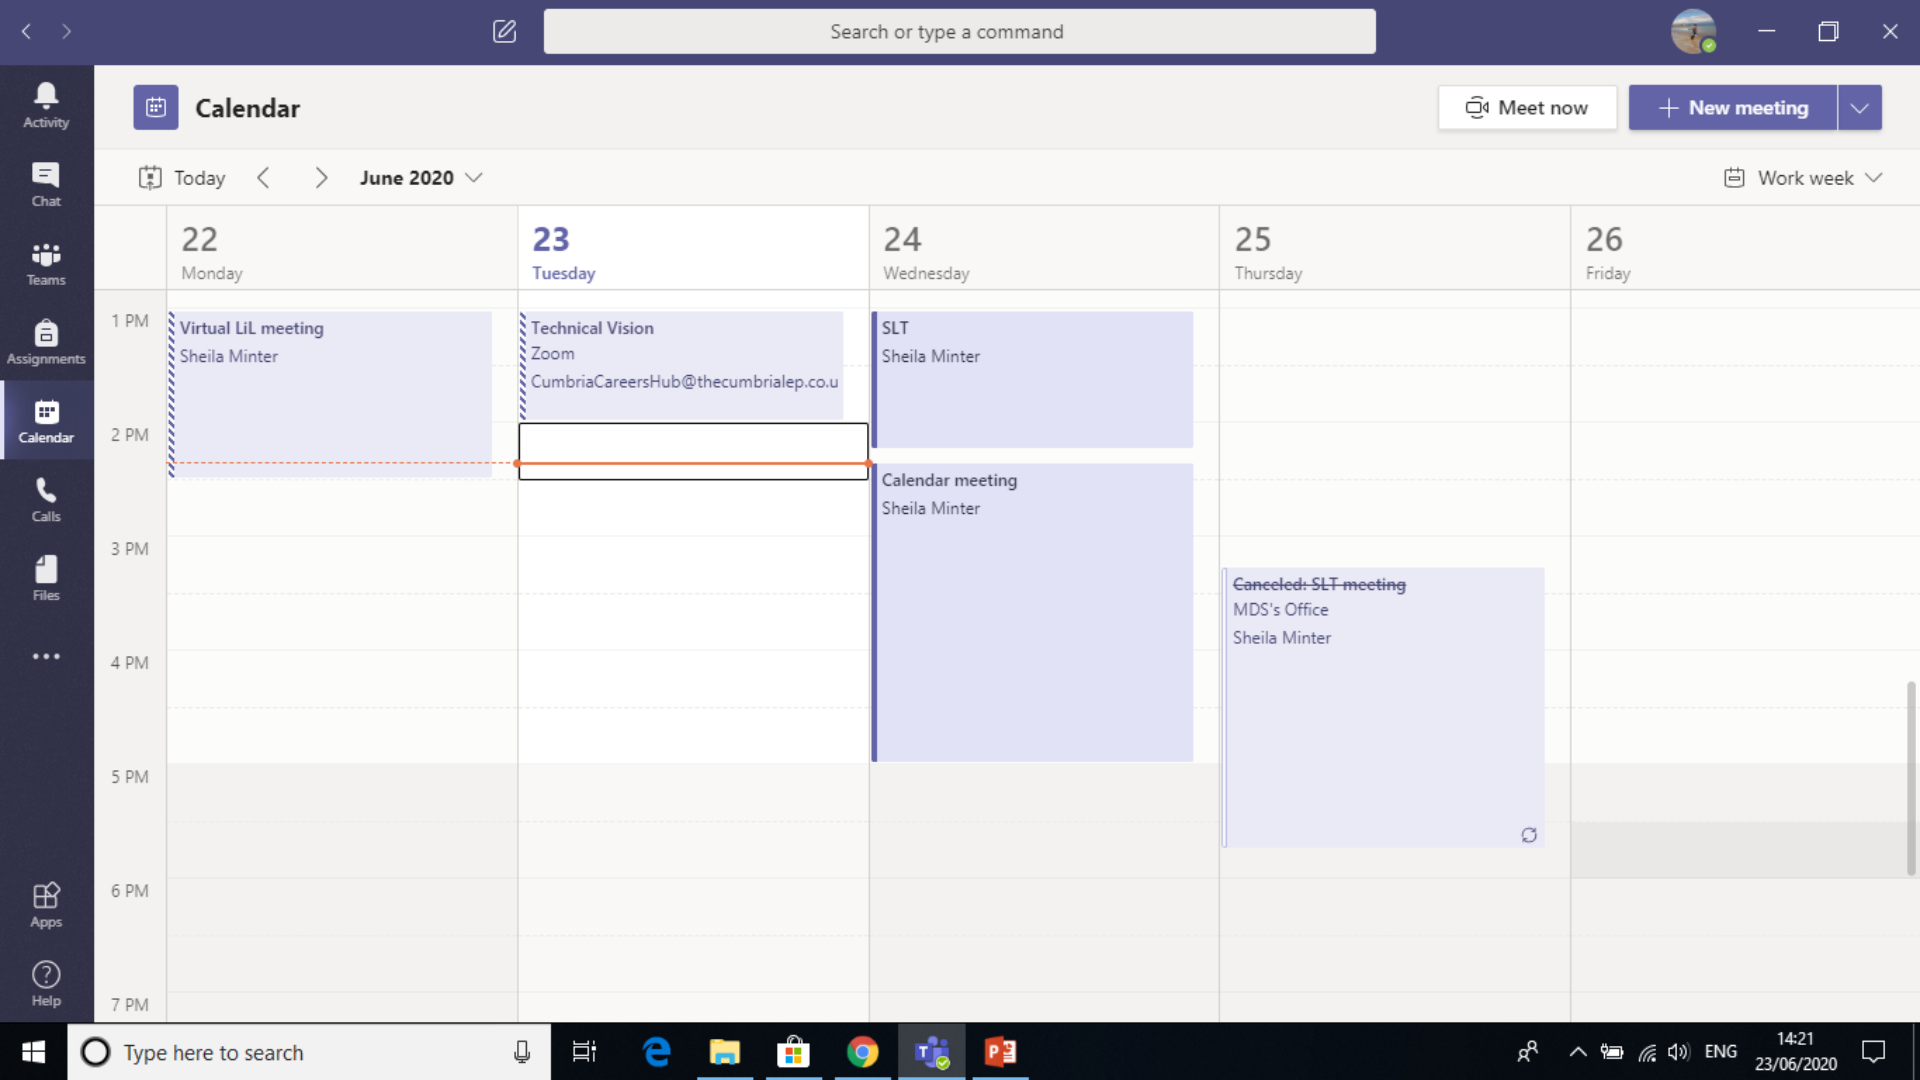 Search or type a command
Activity
Chat
Teams
Assignments
Calendar
Calls
Files
Apps
Help
Calendar
Meet now
New meeting
Today
June 2020
Work week
22
Monday
23
Tuesday
24
Wednesday
25
Thursday
26
Friday
1 PM
2 PM
3 PM
4 PM
5 PM
6 PM
7 PM
Virtual LiL meeting
Sheila Minter
Technical Vision
Zoom
CumbriaCareersHub@thecumbrialep.co.u
SLT
Sheila Minter
Calendar meeting
Sheila Minter
Canceled: SLT meeting
MDS's Office
Sheila Minter
Type here to search
ENG
14:21
23/06/2020